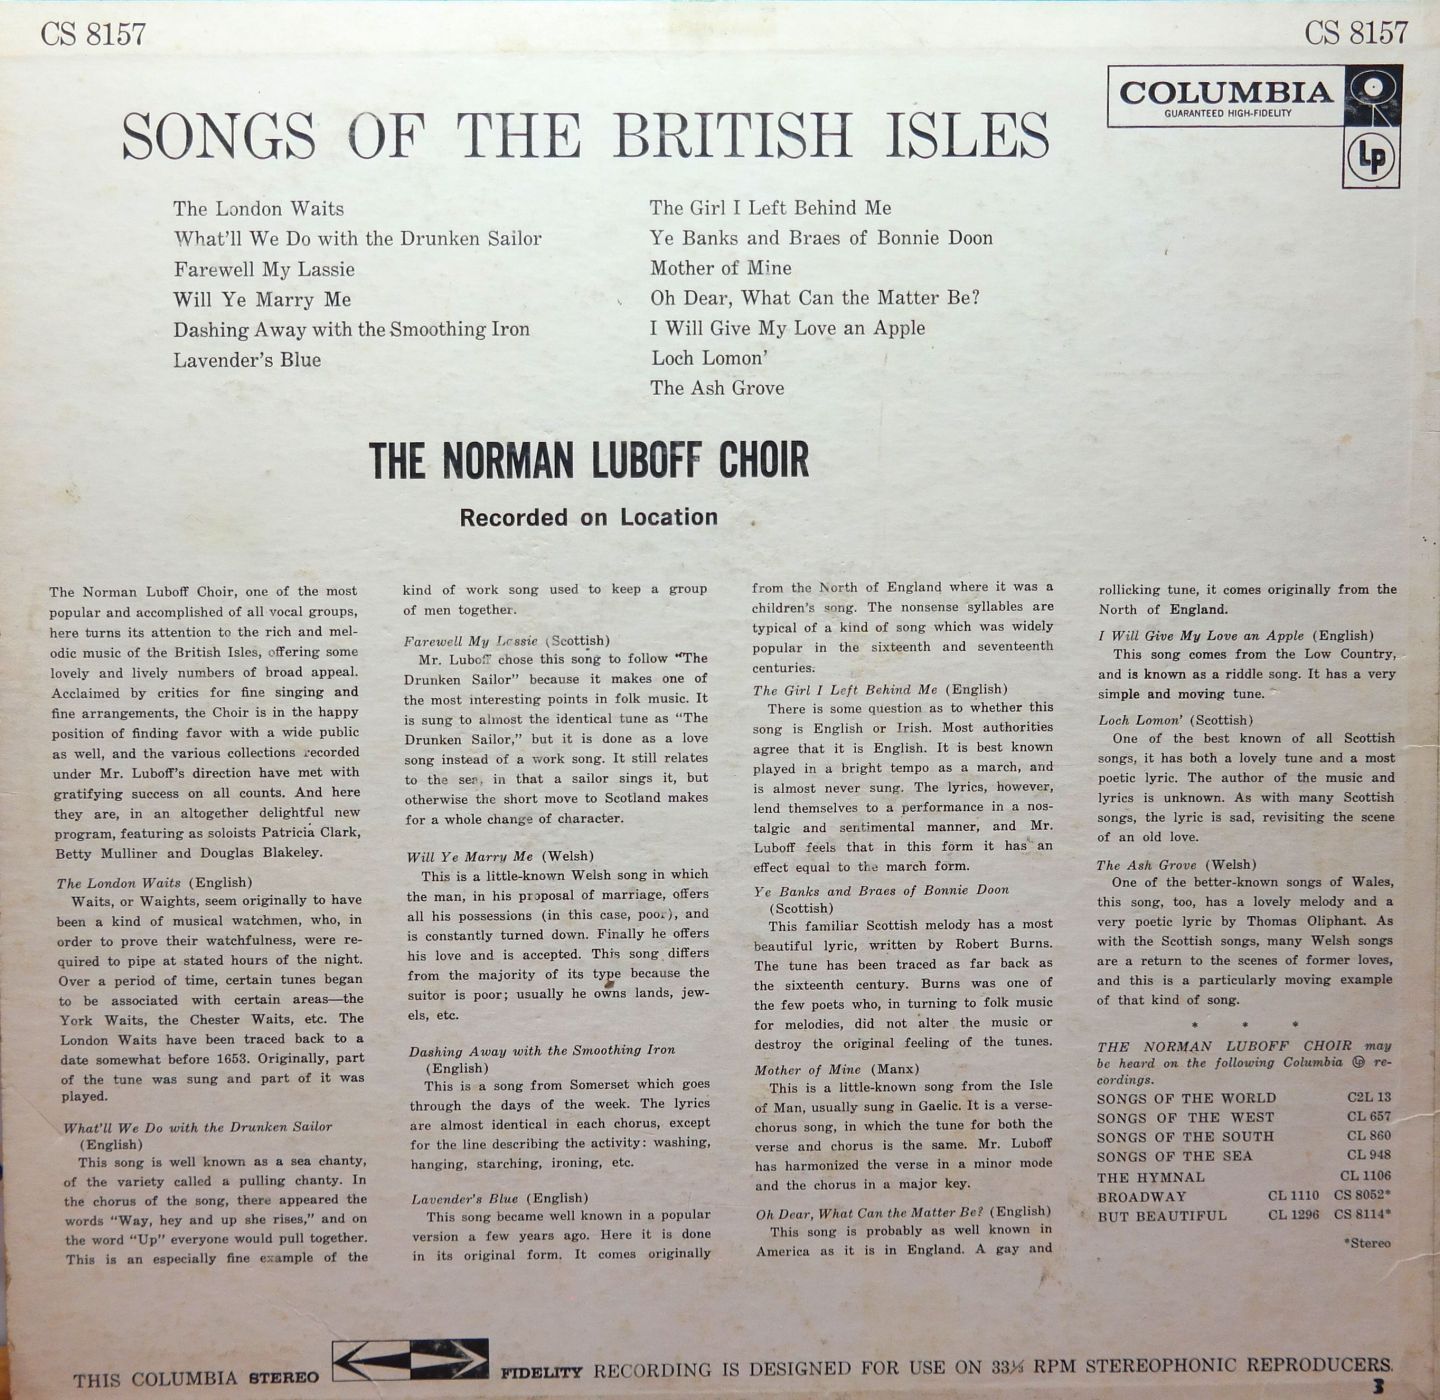 CS 8157
CS 8157
COLUMBIA
GUARANTEED HIGH-FIDELITY
Lp
SONGS OF THE BRITISH ISLES
The London Waits
What'll We Do with the Drunken Sailor
Farewell My Lassie
Will Ye Marry Me
Dashing Away with the Smoothing Iron
Lavender's Blue
The Girl I Left Behind Me
Ye Banks and Braes of Bonnie Doon
Mother of Mine
Oh Dear, What Can the Matter Be?
I Will Give My Love an Apple
Loch Lomon'
The Ash Grove
THE NORMAN LUBOFF CHOIR
Recorded on Location
The Norman Luboff Choir, one of the most
popular and accomplished of all vocal groups,
here turns its attention to the rich and mel-
odic music of the British Isles, offering some
lovely and lively numbers of broad appeal.
Acclaimed by critics for fine singing and
fine arrangements, the Choir is in the happy
position of finding favor with a wide public
as well, and the various collections recorded
under Mr. Luboff's direction have met with
gratifying success on all counts. And here
they are, in an altogether delightful new
program, featuring as soloists Patricia Clark,
Betty Mulliner and Douglas Blakeley.
The London Waits (English)
Waits, or Waights, seem originally to have
been a kind of musical watchmen, who, in
order to prove their watchfulness, were re-
quired to pipe at stated hours of the night.
Over a period of time, certain tunes began
to be associated with certain areas—the
York Waits, the Chester Waits, etc. The
London Waits have been traced back to a
date somewhat before 1653. Originally, part
of the tune was sung and part of it was
played.
What'll We Do with the Drunken Sailor
(English)
This song is well known as a sea chanty,
of the variety called a pulling chanty. In
the chorus of the song, there appeared the
words "Way, hey and up she rises," and on
the word "Up" everyone would pull together.
This is an especially fine example of the
kind of work song used to keep a group
of men together.
Farewell My Lassie (Scottish)
Mr. Luboff chose this song to follow "The
Drunken Sailor" because it makes one of
the most interesting points in folk music. It
is sung to almost the identical tune as "The
Drunken Sailor," but it is done as a love
song instead of a work song. It still relates
to the sea, in that a sailor sings it, but
otherwise the short move to Scotland makes
for a whole change of character.
Will Ye Marry Me (Welsh)
This is a little-known Welsh song in which
the man, in his proposal of marriage, offers
all his possessions (in this case, poor), and
is constantly turned down. Finally he offers
his love and is accepted. This song differs
from the majority of its type because the
suitor is poor; usually he owns lands, jew-
els, etc.
Dashing Away with the Smoothing Iron
(English)
This is a song from Somerset which goes
through the days of the week. The lyrics
are almost identical in each chorus, except
for the line describing the activity: washing,
hanging, starching, ironing, etc.
Lavender's Blue (English)
This song became well known in a popular
version a few years ago. Here it is done
in its original form. It comes originally
from the North of England where it was a
children's song. The nonsense syllables are
typical of a kind of song which was widely
popular in the sixteenth and seventeenth
centuries.
The Girl I Left Behind Me (English)
There is some question as to whether this
song is English or Irish. Most authorities
agree that it is English. It is best known
played in a bright tempo as a march, and
is almost never sung. The lyrics, however,
lend themselves to a performance in a nos-
talgic and sentimental manner, and Mr.
Luboff feels that in this form it has an
effect equal to the march form.
Ye Banks and Braes of Bonnie Doon
(Scottish)
This familiar Scottish melody has a most
beautiful lyric, written by Robert Burns.
The tune has been traced as far back as
the sixteenth century. Burns was one of
the few poets who, in turning to folk music
for melodies, did not alter the music or
destroy the original feeling of the tunes.
Mother of Mine (Manx)
This is a little-known song from the Isle
of Man, usually sung in Gaelic. It is a verse-
chorus song, in which the tune for both the
verse and chorus is the same. Mr. Luboff
has harmonized the verse in a minor mode
and the chorus in a major key.
Oh Dear, What Can the Matter Be? (English)
This song is probably as well known in
America as it is in England. A gay and
rollicking tune, it comes originally from the
North of England.
I Will Give My Love an Apple (English)
This song comes from the Low Country,
and is known as a riddle song. It has a very
simple and moving tune.
Loch Lomon' (Scottish)
One of the best known of all Scottish
songs, it has both a lovely tune and a most
poetic lyric. The author of the music and
lyrics is unknown. As with many Scottish
songs, the lyric is sad, revisiting the scene
of an old love.
The Ash Grove (Welsh)
One of the better-known songs of Wales,
this song, too, has a lovely melody and a
very poetic lyric by Thomas Oliphant. As
with the Scottish songs, many Welsh songs
are a return to the scenes of former loves,
and this is a particularly moving example
of that kind of song.
* * *
THE NORMAN LUBOFF CHOIR may
be heard on the following Columbia Lp re-
cordings.
SONGS OF THE WORLD C2L 13
SONGS OF THE WEST CL 657
SONGS OF THE SOUTH CL 860
SONGS OF THE SEA CL 948
THE HYMNAL CL 1106
BROADWAY CL 1110 CS 8052*
BUT BEAUTIFUL CL 1296 CS 8114*
*Stereo
THIS COLUMBIA STEREO FIDELITY RECORDING IS DESIGNED FOR USE ON 33⅓ RPM STEREOPHONIC REPRODUCERS.
3